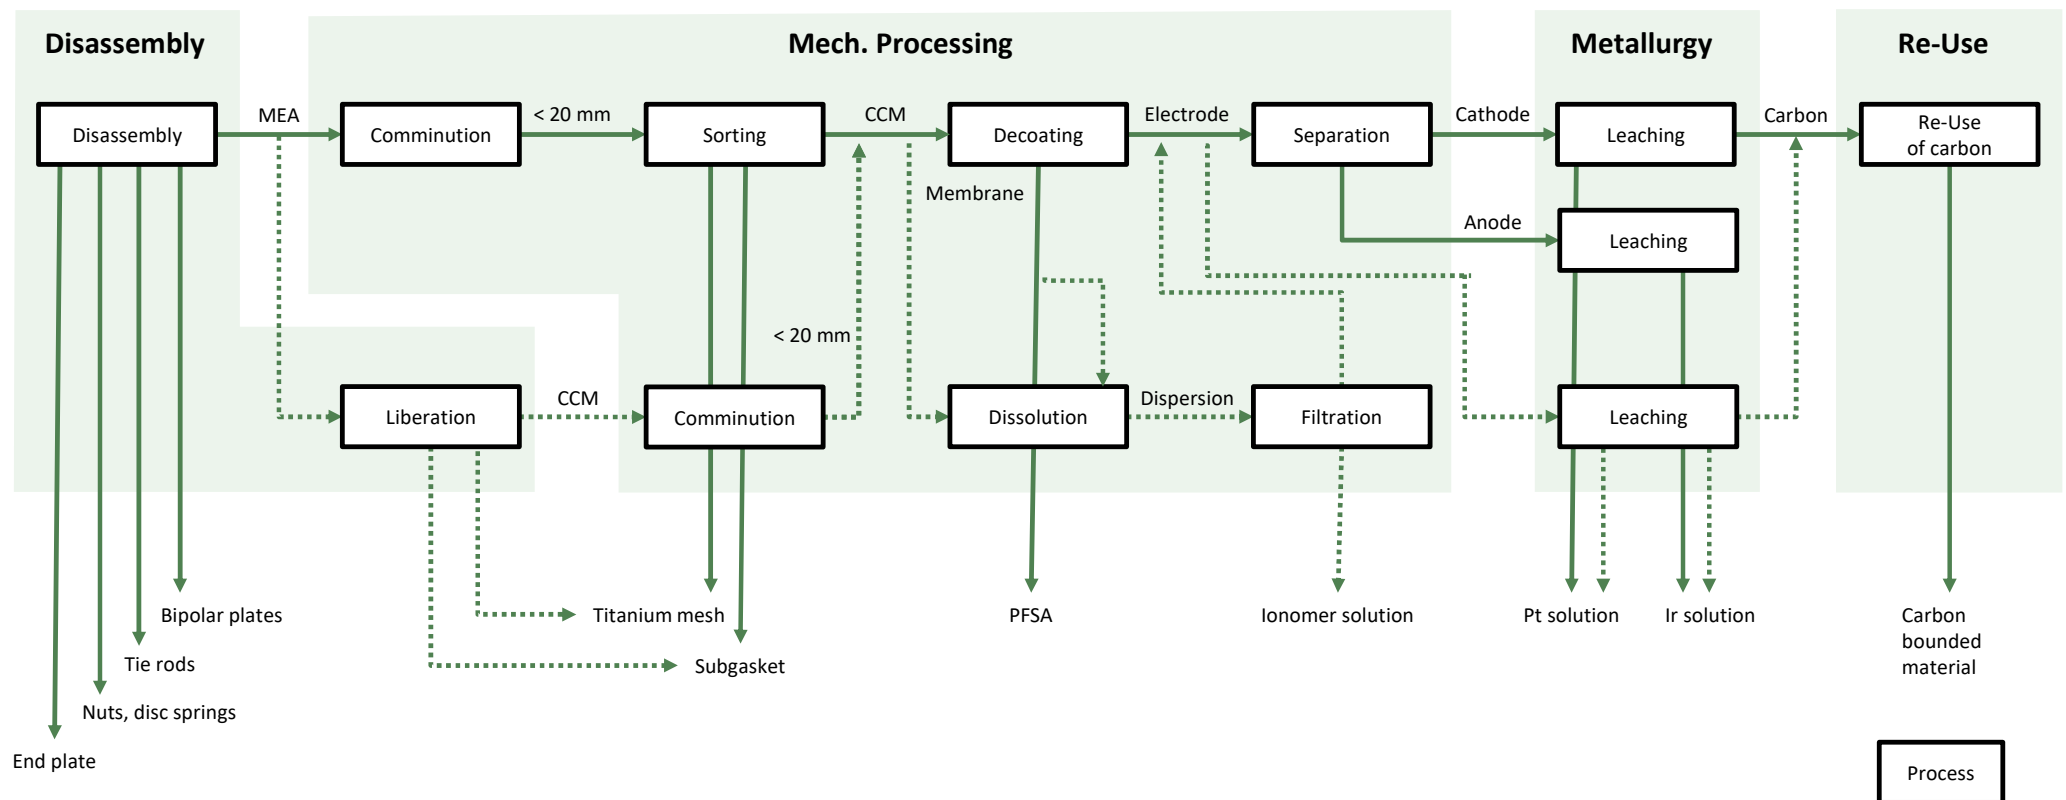 Disassembly
Mech. Processing
Metallurgy
Re-Use
Disassembly
MEA
Comminution
< 20 mm
Sorting
CCM
Decoating
Electrode
Separation
Cathode
Leaching
Carbon
Re-Use
of carbon
Membrane
Anode
Leaching
< 20 mm
Liberation
CCM
Comminution
Dissolution
Dispersion
Filtration
Leaching
Bipolar plates
Titanium mesh
PFSA
Ionomer solution
Pt solution
Ir solution
Carbon
bounded
material
Tie rods
Subgasket
Nuts, disc springs
End plate
Process